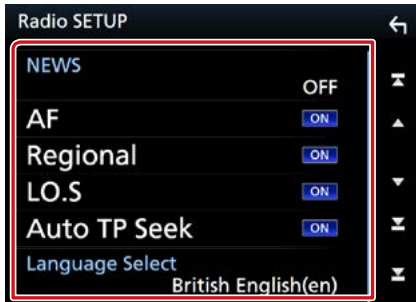 Radio SETUP
NEWS
OFF
AF
ON
Regional
ON
LO.S
ON
Auto TP Seek
ON
Language Select
British English(en)